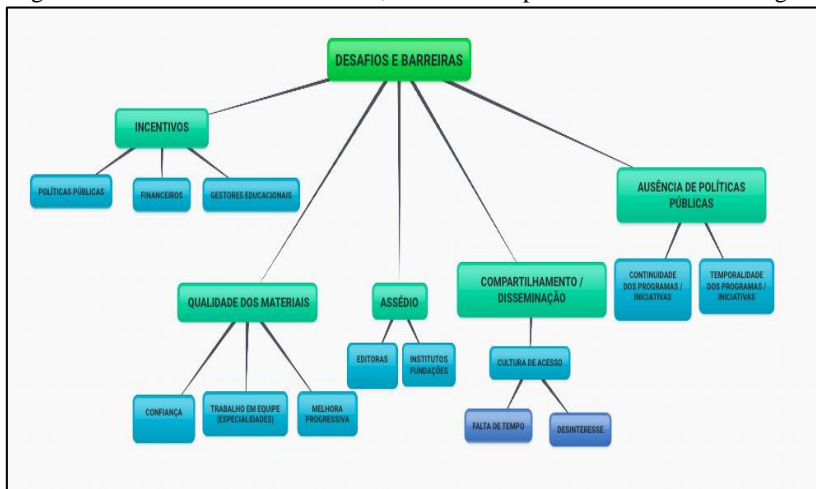 DESAFIOS E BARREIRAS
INCENTIVOS
POLÍTICAS PÚBLICAS
FINANCEIROS
GESTORES EDUCACIONAIS
AUSÊNCIA DE POLÍTICAS
PÚBLICAS
CONTINUIDADE
DOS PROGRAMAS /
INICIATIVAS
TEMPORALIDADE
DOS PROGRAMAS /
INICIATIVAS
QUALIDADE DOS MATERIAIS
CONFIANÇA
TRABALHO EM EQUIPE
(ESPECIALIDADES)
MELHORA
PROGRESSIVA
ASSÉDIO
EDITORAS
INSTITUTOS
FUNDAÇÕES
COMPARTILHAMENTO /
DISSEMINAÇÃO
CULTURA DE ACESSO
FALTA DE TEMPO
DESINTERESSE